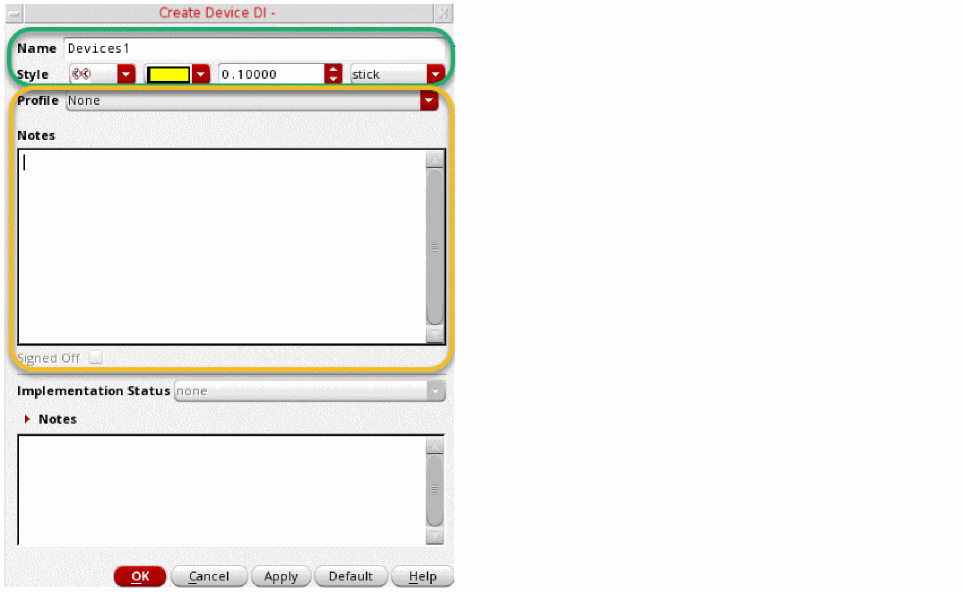 Create Device DI -
Name Devices1
Style 0.10000 stick
Profile None
Notes
Signed Off
Implementation Status none
Notes
OK Cancel Apply Default Help